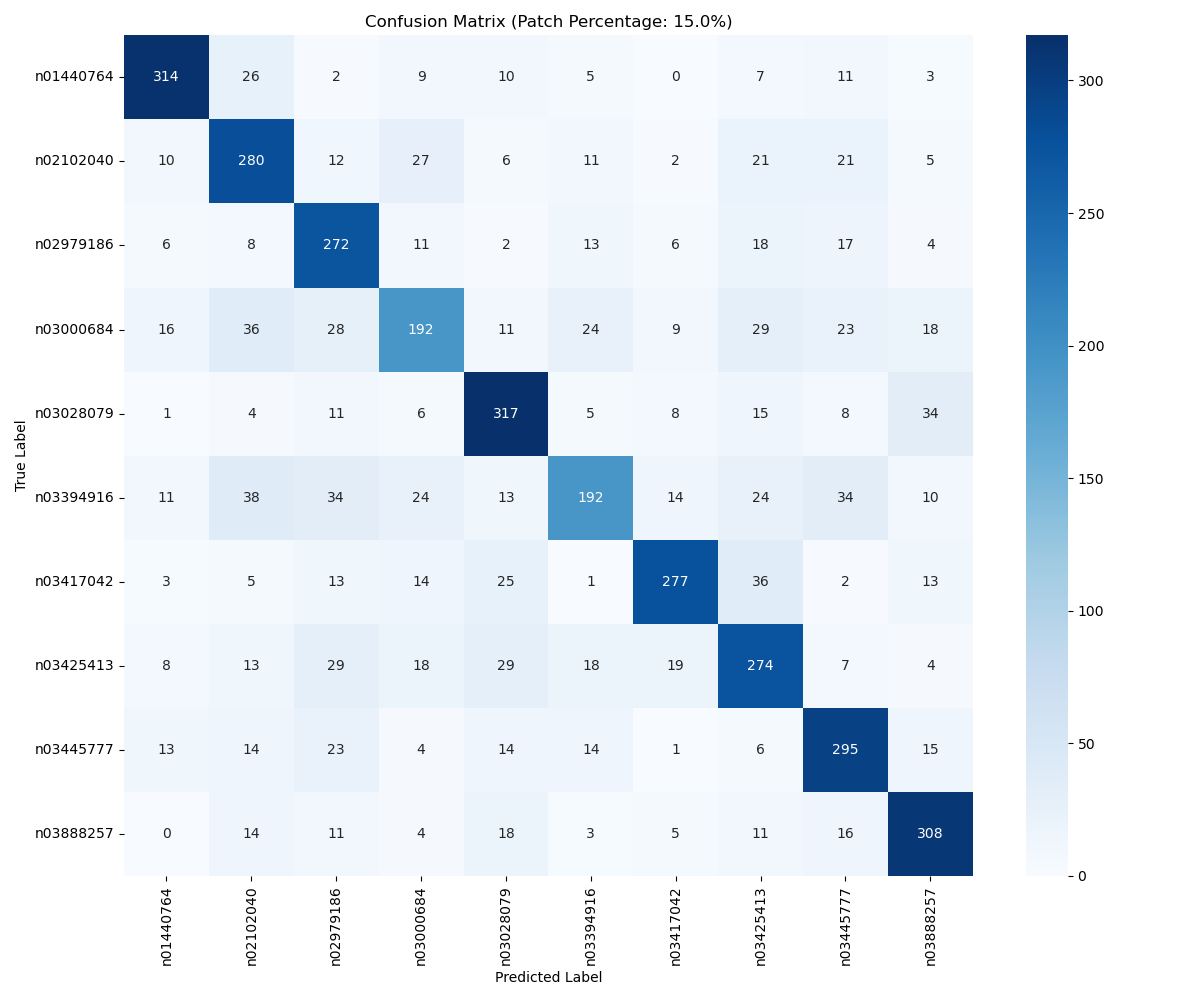 Confusion Matrix (Patch Percentage: 15.0%)
n01440764 314 26 2 9 10 5 0 7 11 3
n02102040 10 280 12 27 6 11 2 21 21 5
n02979186 6 8 272 11 2 13 6 18 17 4
n03000684 16 36 28 192 11 24 9 29 23 18
n03028079 1 4 11 6 317 5 8 15 8 34
n03394916 11 38 34 24 13 192 14 24 34 10
n03417042 3 5 13 14 25 1 277 36 2 13
n03425413 8 13 29 18 29 18 19 274 7 4
n03445777 13 14 23 4 14 14 1 6 295 15
n03888257 0 14 11 4 18 3 5 11 16 308
True Label
n01440764 n02102040 n02979186 n03000684 n03028079 n03394916 n03417042 n03425413 n03445777 n03888257
Predicted Label
300
250
200
150
100
50
0